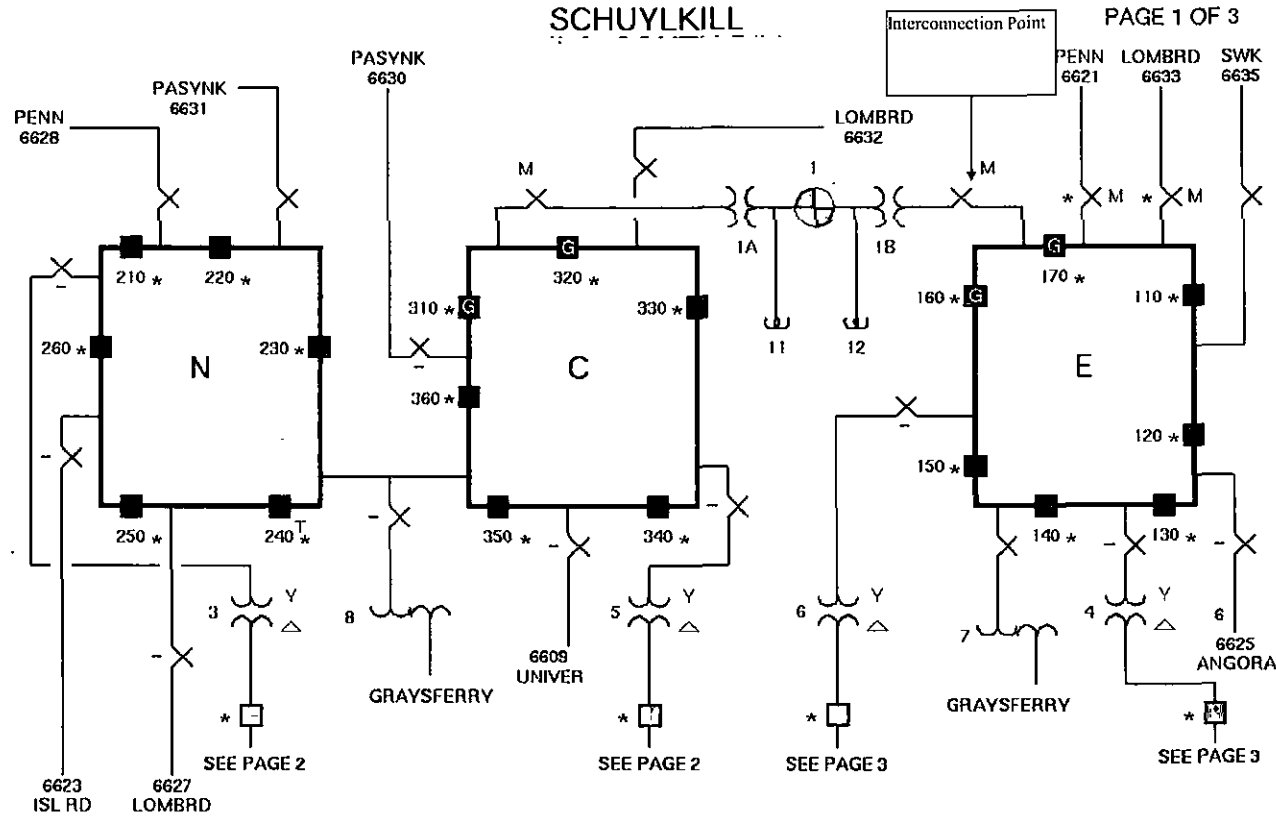 SCHUYLKILL
Interconnection Point
PAGE 1 OF 3
PASYNK
6630
PENN
6621
LOMBRD
6633
SWK
6635
PASYNK
6631
PENN
6628
LOMBRD
6632
M
1
M
* M
* M
1A
1B
G
G
210 *
220 *
320 *
170 *
310 * G
330 *
160 * G
110 *
11
12
260 *
230 *
N
C
E
360 *
120 *
150 *
250 *
240 T *
350 *
340 *
140 *
130 *
3
Y
△
8
5
Y
△
6
Y
△
7
4
Y
△
6
6625
ANGORA
6609
UNIVER
GRAYSFERRY
GRAYSFERRY
*
*
*
*
SEE PAGE 2
SEE PAGE 2
SEE PAGE 3
SEE PAGE 3
6623
ISL RD
6627
LOMBRD